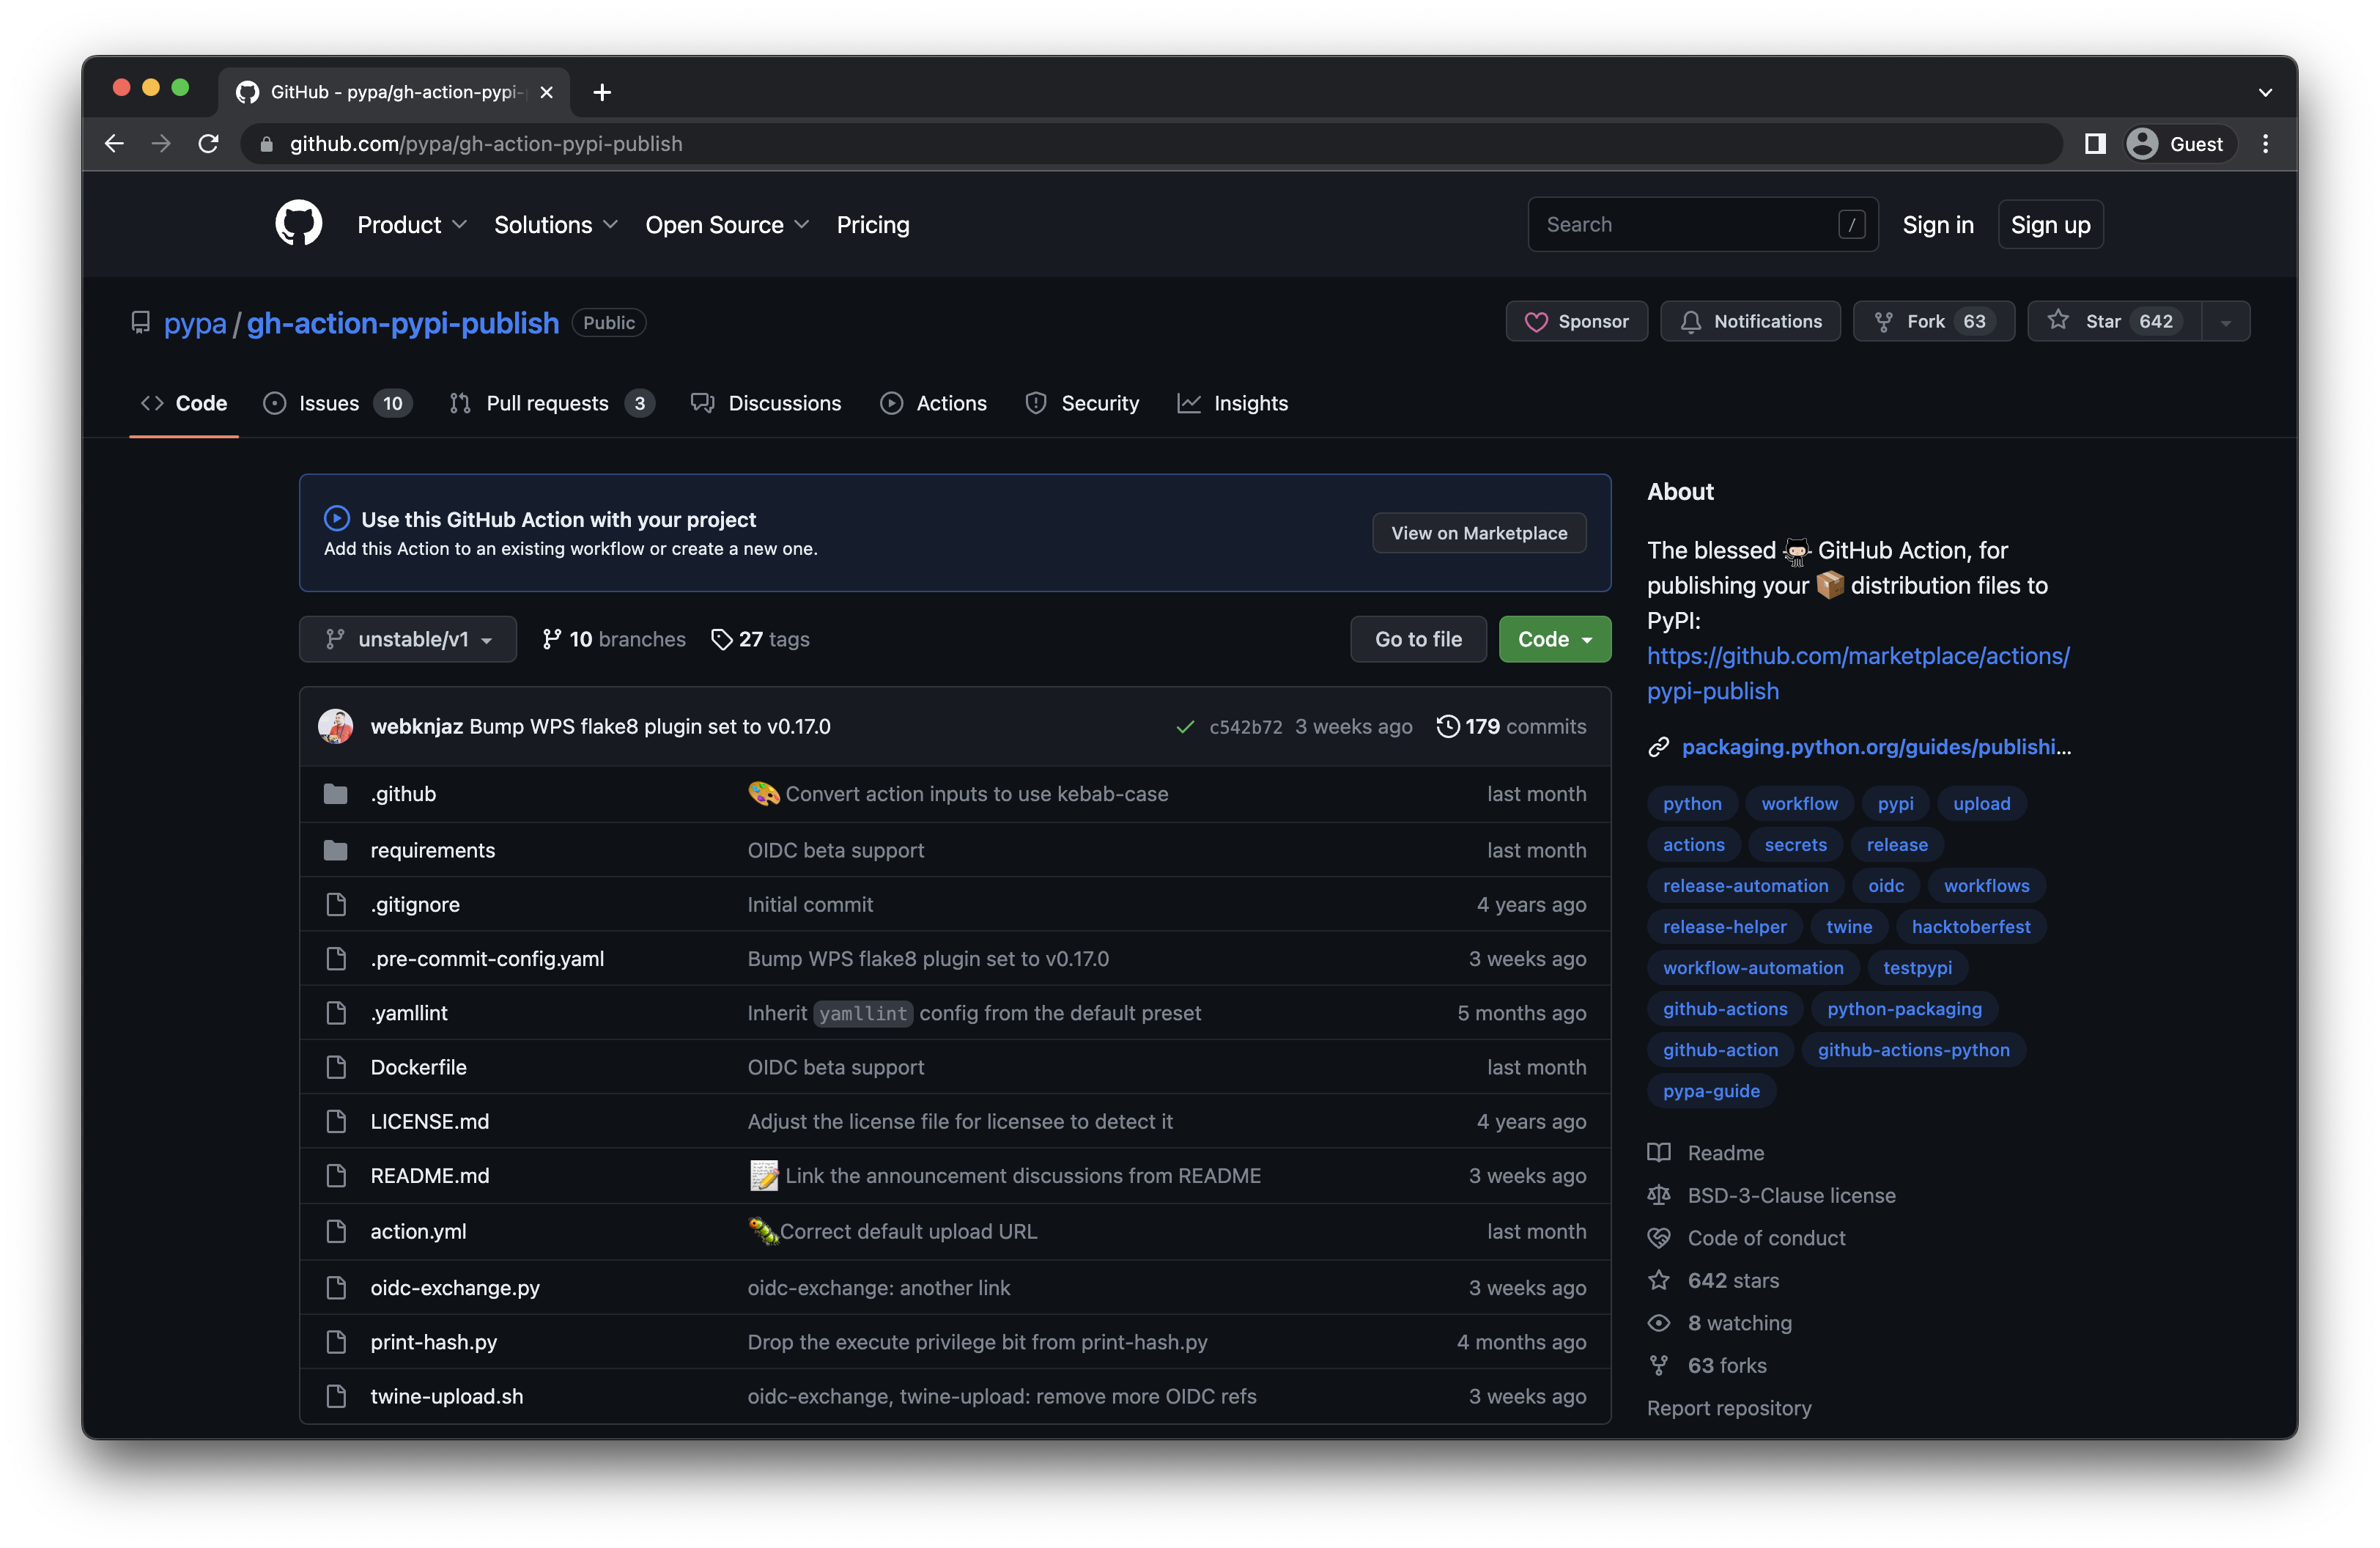 GitHub - pypa/gh-action-pypi-
github.com/pypa/gh-action-pypi-publish
Guest
Product Solutions Open Source Pricing
Search /
Sign in Sign up
pypa / gh-action-pypi-publish Public
Sponsor Notifications Fork 63 Star 642
Code Issues 10 Pull requests 3 Discussions Actions Security Insights
Use this GitHub Action with your project
Add this Action to an existing workflow or create a new one.
View on Marketplace
unstable/v1 10 branches 27 tags
Go to file Code
webknjaz Bump WPS flake8 plugin set to v0.17.0 c542b72 3 weeks ago 179 commits
.github Convert action inputs to use kebab-case last month
requirements OIDC beta support last month
.gitignore Initial commit 4 years ago
.pre-commit-config.yaml Bump WPS flake8 plugin set to v0.17.0 3 weeks ago
.yamllint Inherit yamllint config from the default preset 5 months ago
Dockerfile OIDC beta support last month
LICENSE.md Adjust the license file for licensee to detect it 4 years ago
README.md Link the announcement discussions from README 3 weeks ago
action.yml Correct default upload URL last month
oidc-exchange.py oidc-exchange: another link 3 weeks ago
print-hash.py Drop the execute privilege bit from print-hash.py 4 months ago
twine-upload.sh oidc-exchange, twine-upload: remove more OIDC refs 3 weeks ago
About
The blessed GitHub Action, for
publishing your distribution files to
PyPI:
https://github.com/marketplace/actions/
pypi-publish
packaging.python.org/guides/publishi...
python workflow pypi upload
actions secrets release
release-automation oidc workflows
release-helper twine hacktoberfest
workflow-automation testpypi
github-actions python-packaging
github-action github-actions-python
pypa-guide
Readme
BSD-3-Clause license
Code of conduct
642 stars
8 watching
63 forks
Report repository